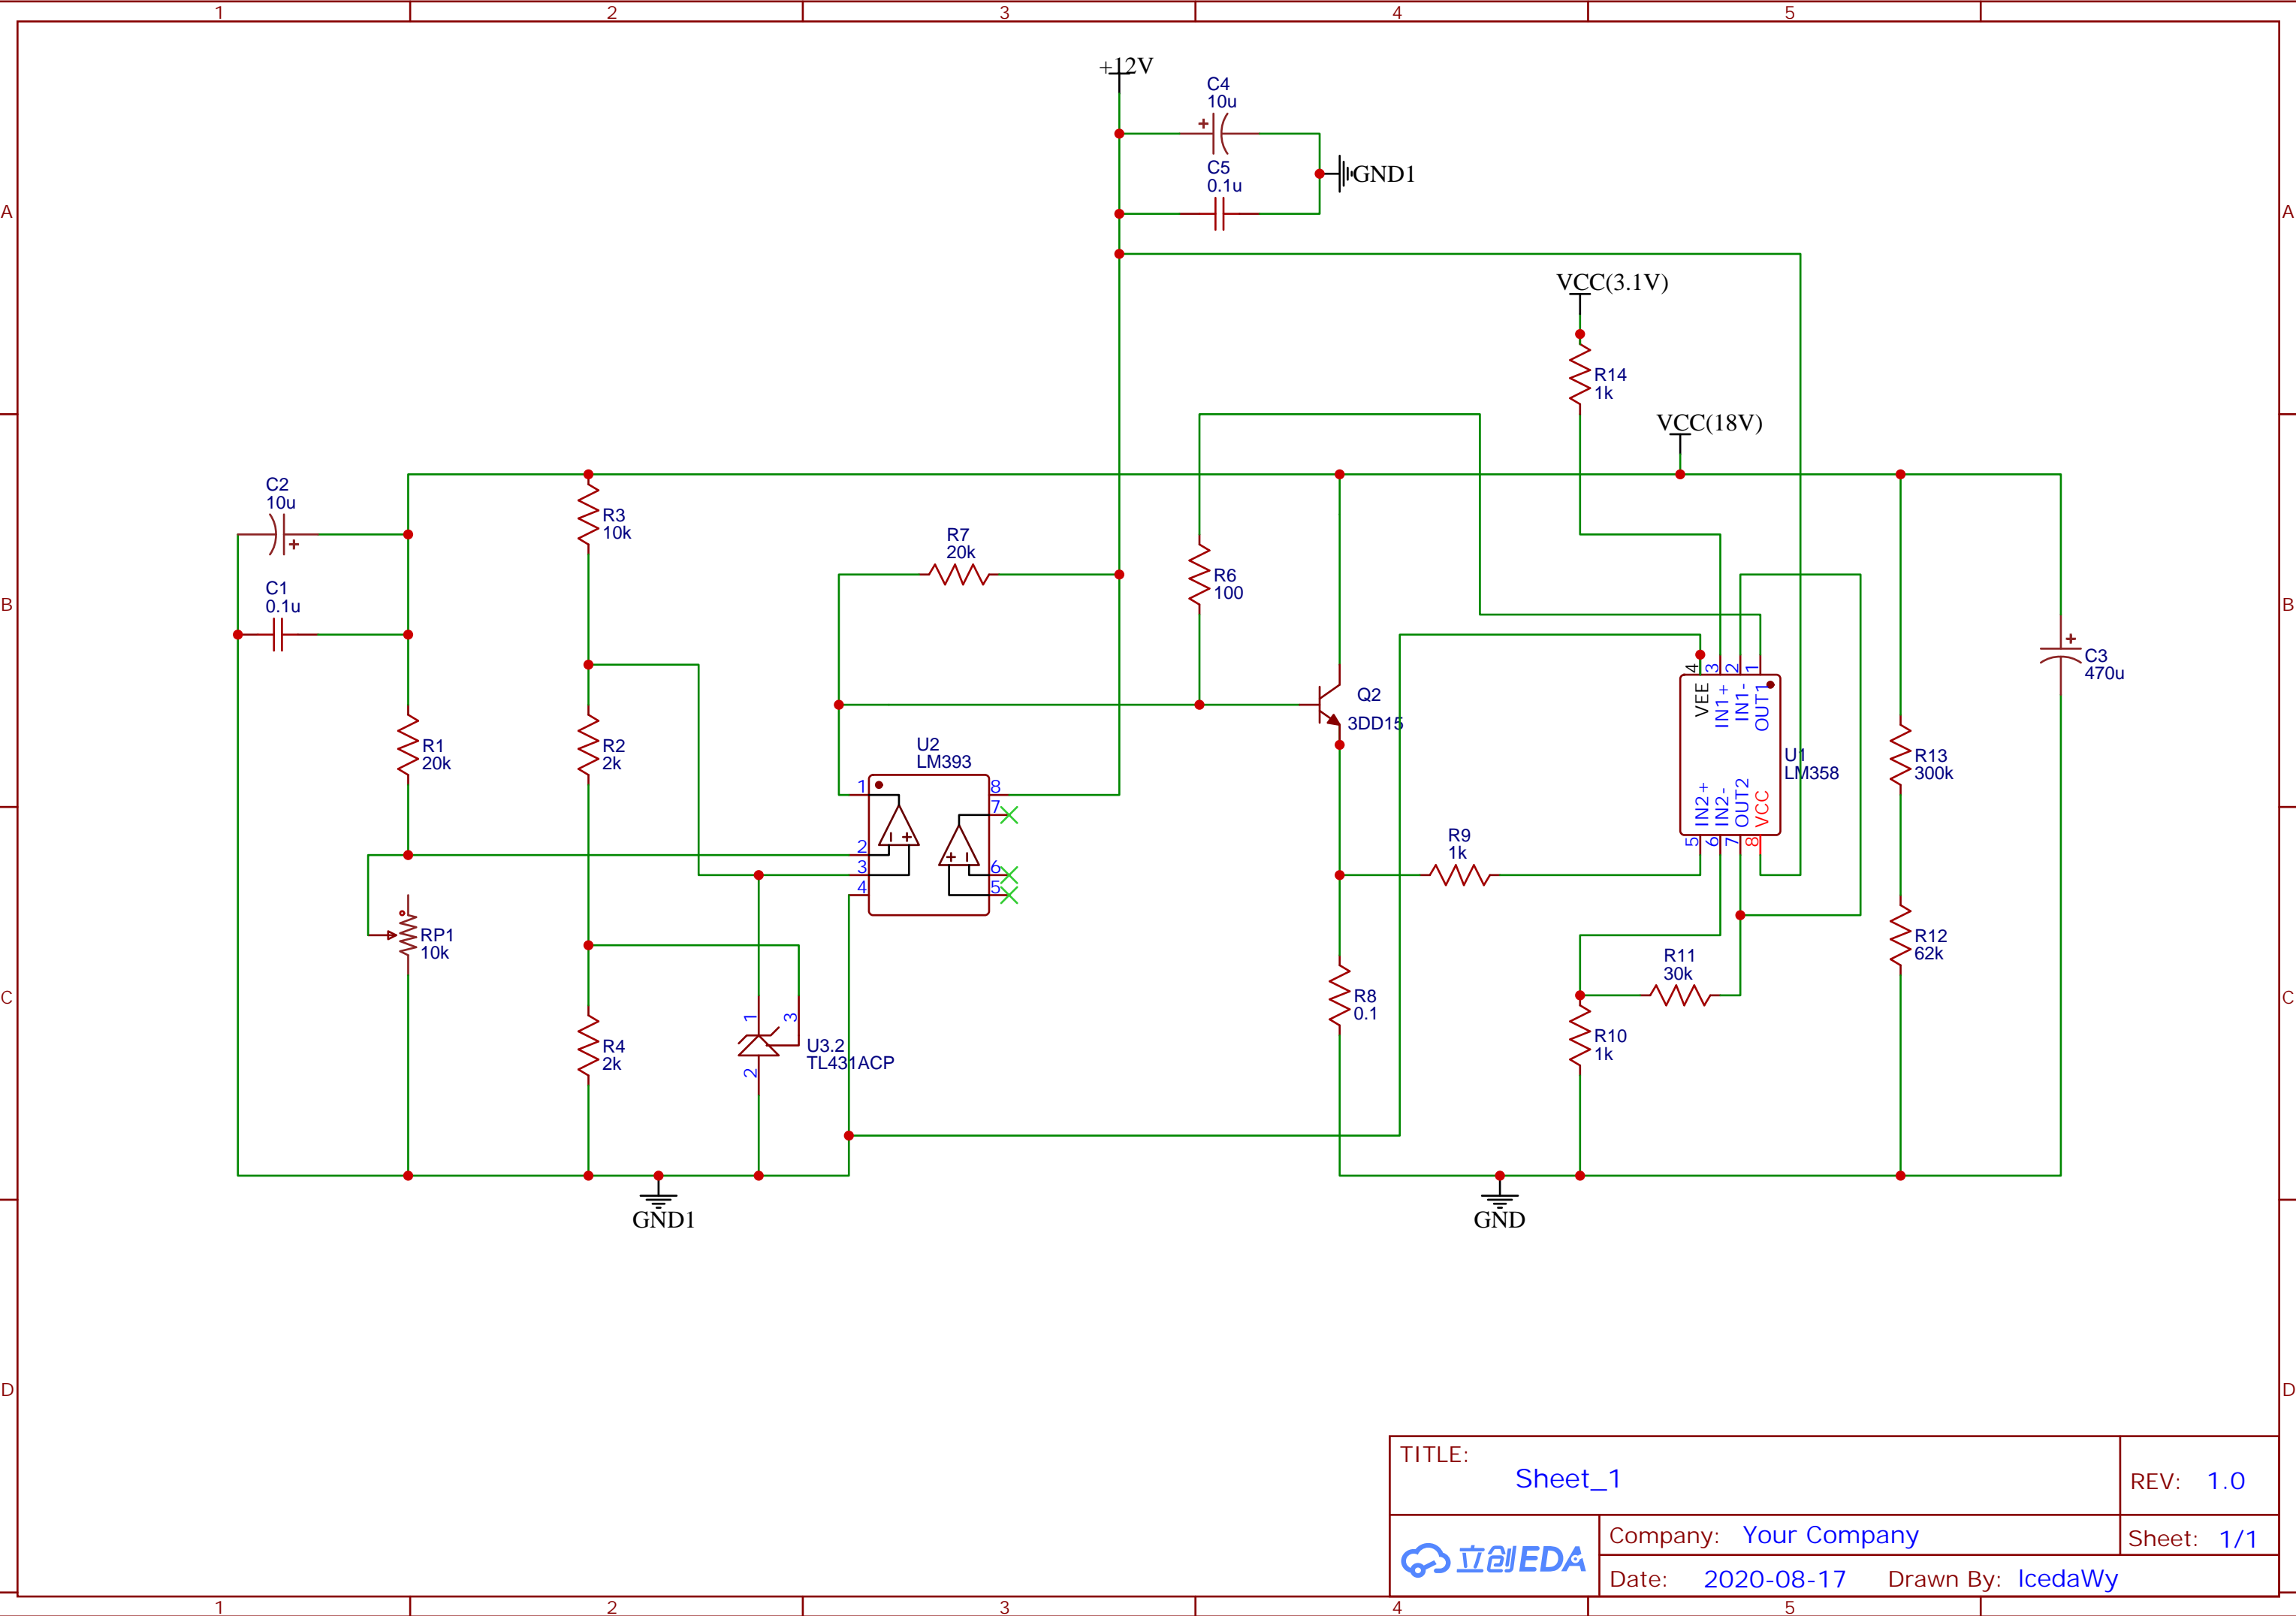 1 2 3 4 5
+12V
C4
10u
GND1
C5
0.1u
A A
VCC(3.1V)
R14
1k
VCC(18V)
C2
10u
R3
10k
R7
20k
C1
0.1u
R6
100
B B
C3
470u
4 3 2 1
VEE IN1+ IN1- OUT1
Q2
3DD15
R1
20k
R2
2k
U2
LM393
U1
LM358
R13
300k
1 8
7
2
3 6
4 5
IN2+ IN2- OUT2 VCC
5 6 7 8
R9
1k
RP1
10k
R11
30k
R12
62k
C C
R8
0.1
1 3
R4
2k
U3.2
TL431ACP
2
R10
1k
GND1 GND
D D
TITLE:
Sheet_1
REV: 1.0
立创EDA
Company: Your Company
Sheet: 1/1
Date: 2020-08-17 Drawn By: IcedaWy
1 2 3 4 5